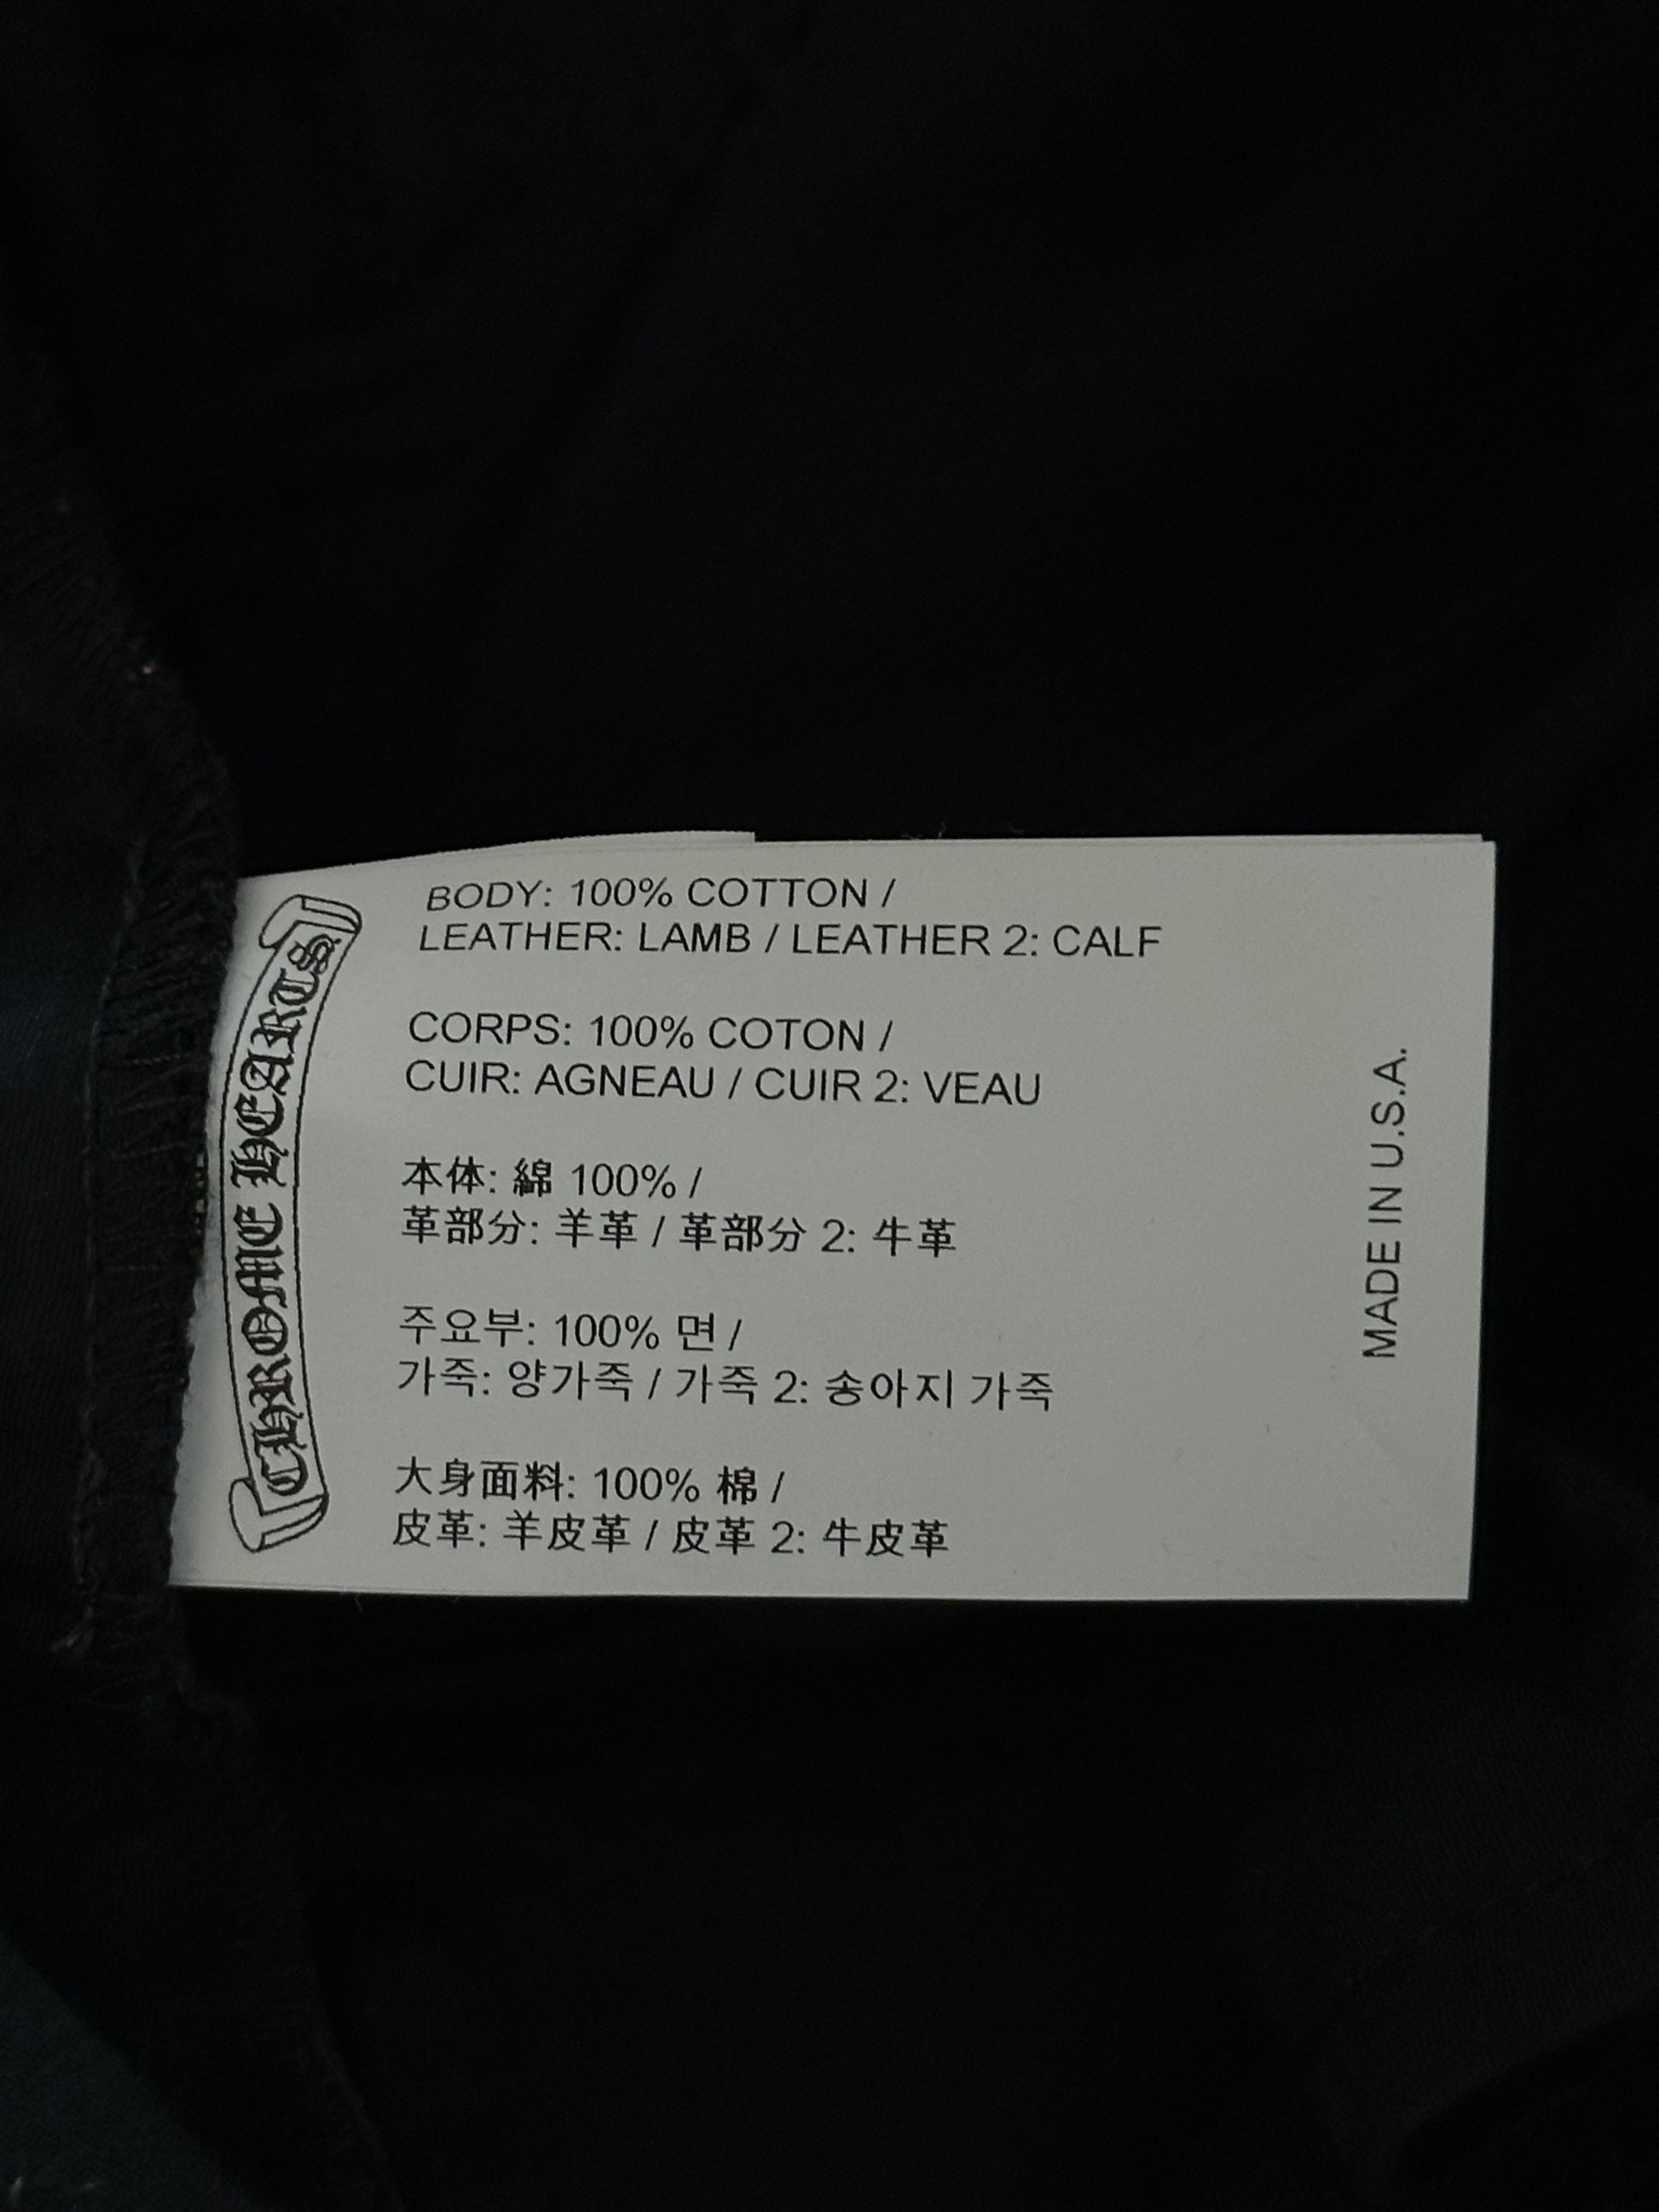 CHROME HEARTS
BODY: 100% COTTON /
LEATHER: LAMB / LEATHER 2: CALF
CORPS: 100% COTON /
CUIR: AGNEAU / CUIR 2: VEAU
本体: 綿 100% /
革部分: 羊革 / 革部分 2: 牛革
주요부: 100% 면 /
가죽: 양가죽 / 가죽 2: 송아지 가죽
大身面料: 100% 棉 /
皮革: 羊皮革 / 皮革 2: 牛皮革
MADE IN U.S.A.